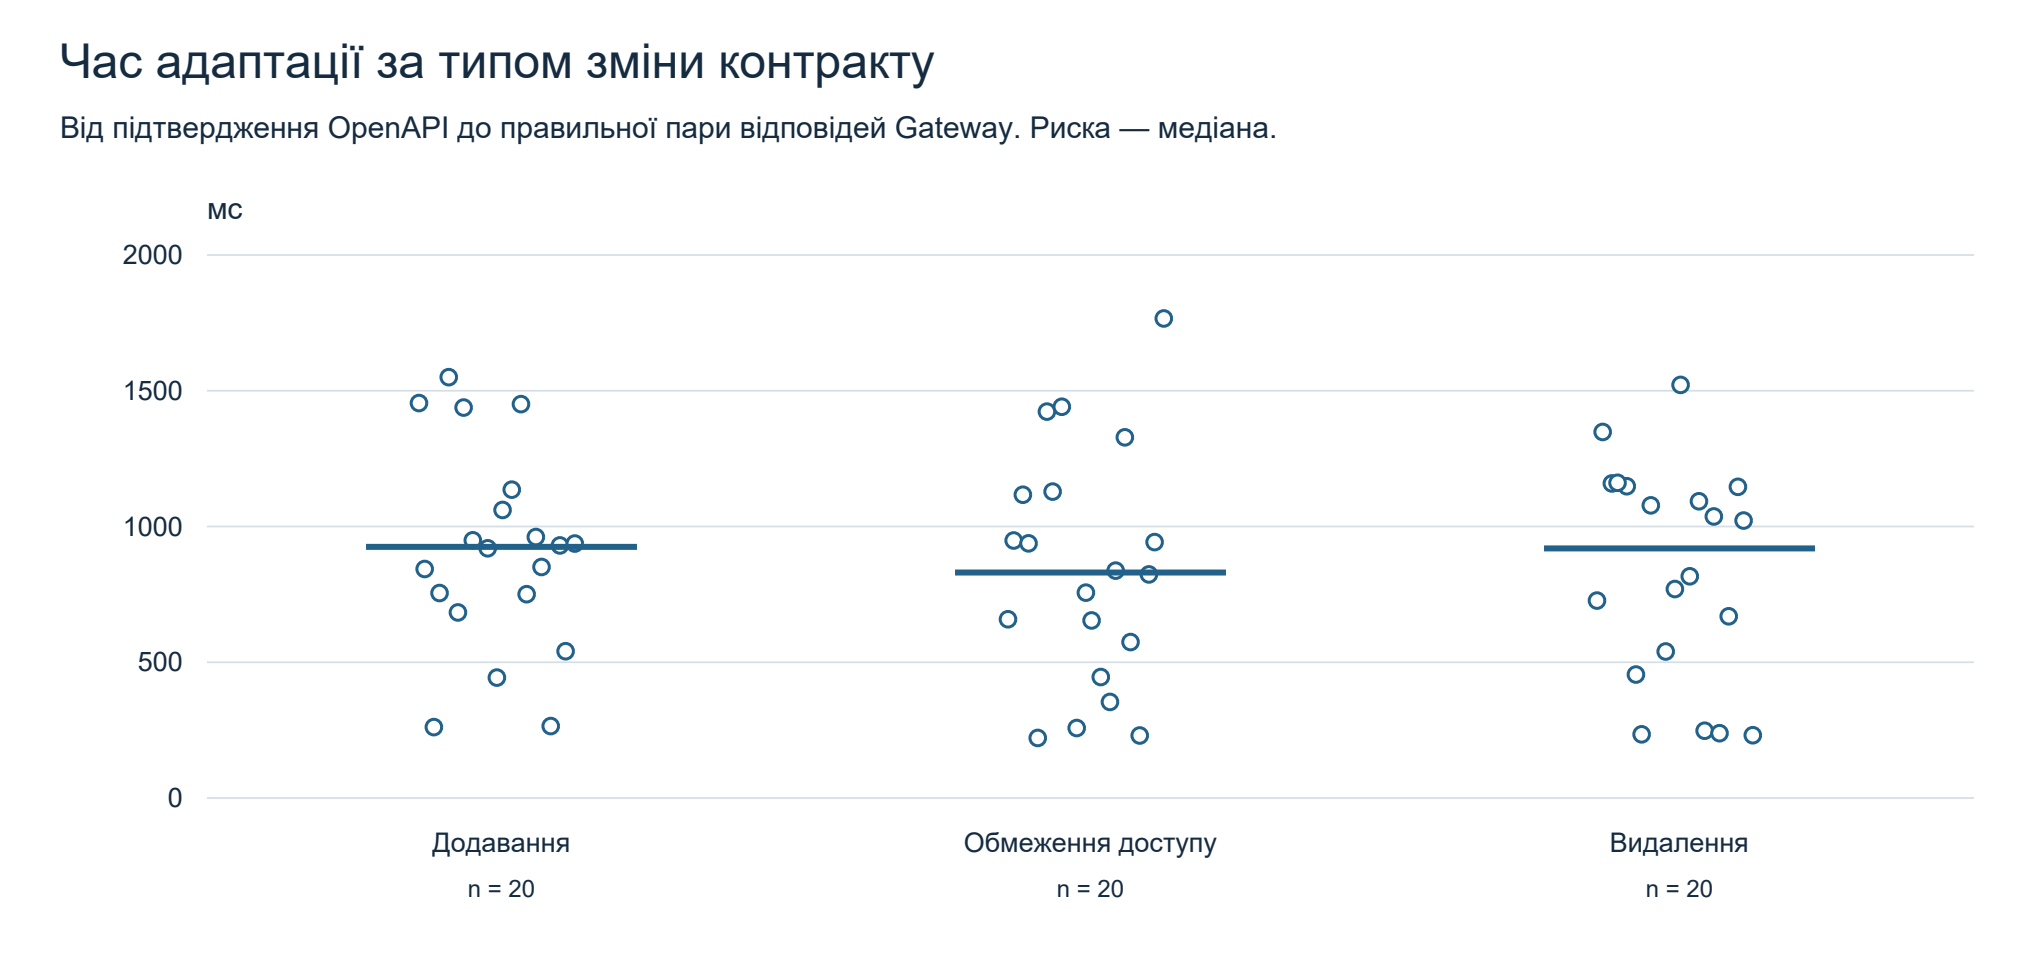 Час адаптації за типом зміни контракту
Від підтвердження OpenAPI до правильної пари відповідей Gateway. Риска — медіана.
мс
2000
1500
1000
500
0
Додавання
Обмеження доступу
Видалення
n = 20
n = 20
n = 20